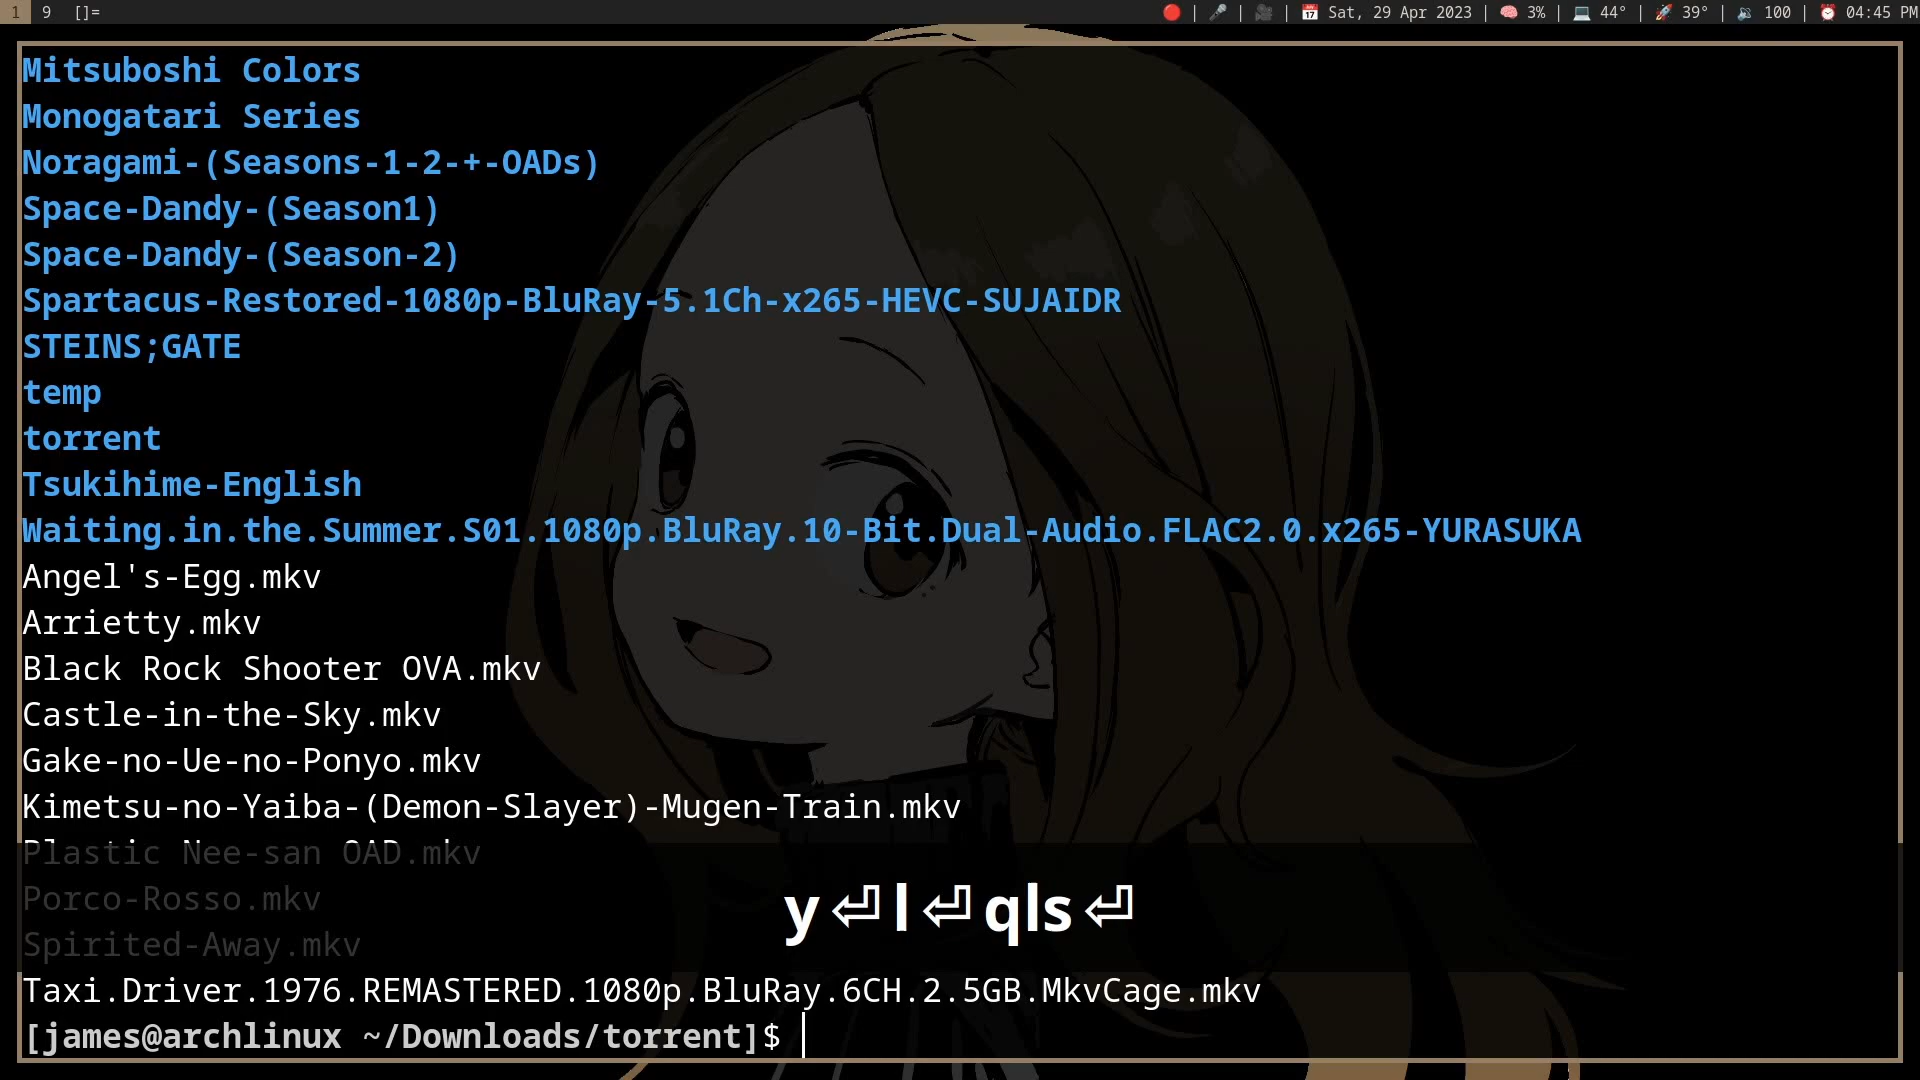 1 9 []= | | | Sat, 29 Apr 2023 | 3% | 44° | 39° | 100 | 04:45 PM
Mitsuboshi Colors
Monogatari Series
Noragami-(Seasons-1-2-+-OADs)
Space-Dandy-(Season1)
Space-Dandy-(Season-2)
Spartacus-Restored-1080p-BluRay-5.1Ch-x265-HEVC-SUJAIDR
STEINS;GATE
temp
torrent
Tsukihime-English
Waiting.in.the.Summer.S01.1080p.BluRay.10-Bit.Dual-Audio.FLAC2.0.x265-YURASUKA
Angel's-Egg.mkv
Arrietty.mkv
Black Rock Shooter OVA.mkv
Castle-in-the-Sky.mkv
Gake-no-Ue-no-Ponyo.mkv
Kimetsu-no-Yaiba-(Demon-Slayer)-Mugen-Train.mkv
Plastic Nee-san OAD.mkv
Porco-Rosso.mkv
y⏎l⏎qls⏎
Spirited-Away.mkv
Taxi.Driver.1976.REMASTERED.1080p.BluRay.6CH.2.5GB.MkvCage.mkv
[james@archlinux ~/Downloads/torrent]$